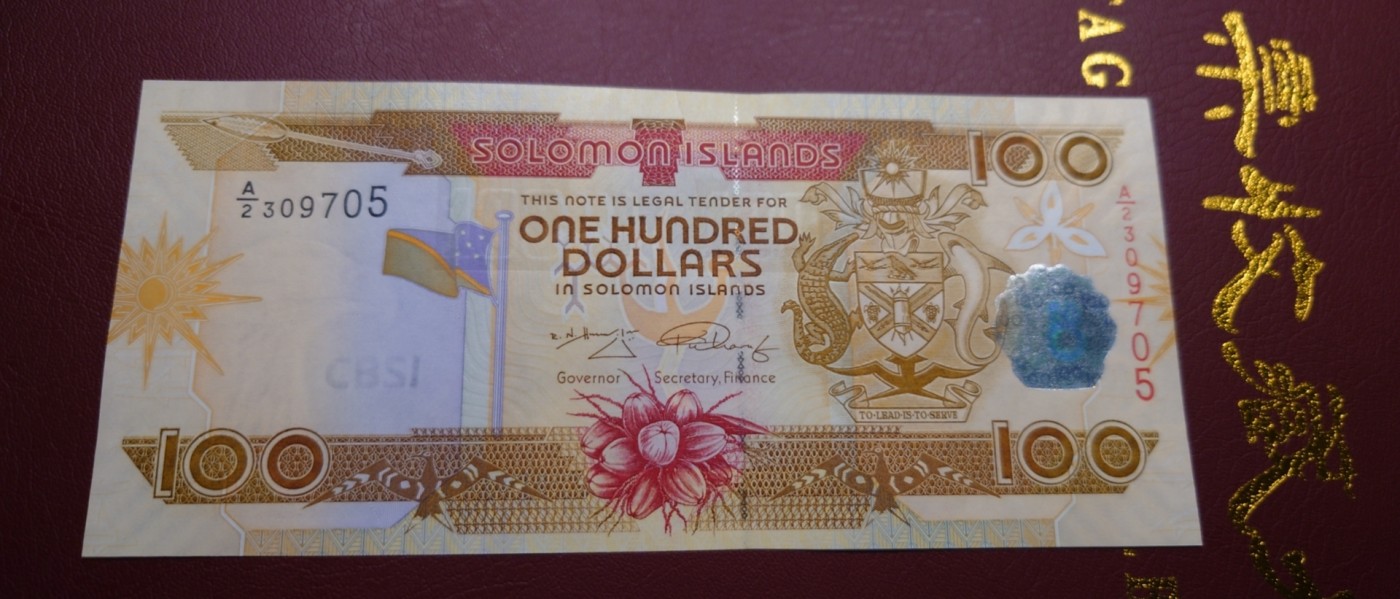 SOLOMON ISLANDS
100
A/2 309705
THIS NOTE IS LEGAL TENDER FOR
ONE HUNDRED
DOLLARS
IN SOLOMON ISLANDS
A/2 309705
CBSI
Governor Secretary, Finance
TO·LEAD·IS·TO·SERVE
100
100
AG